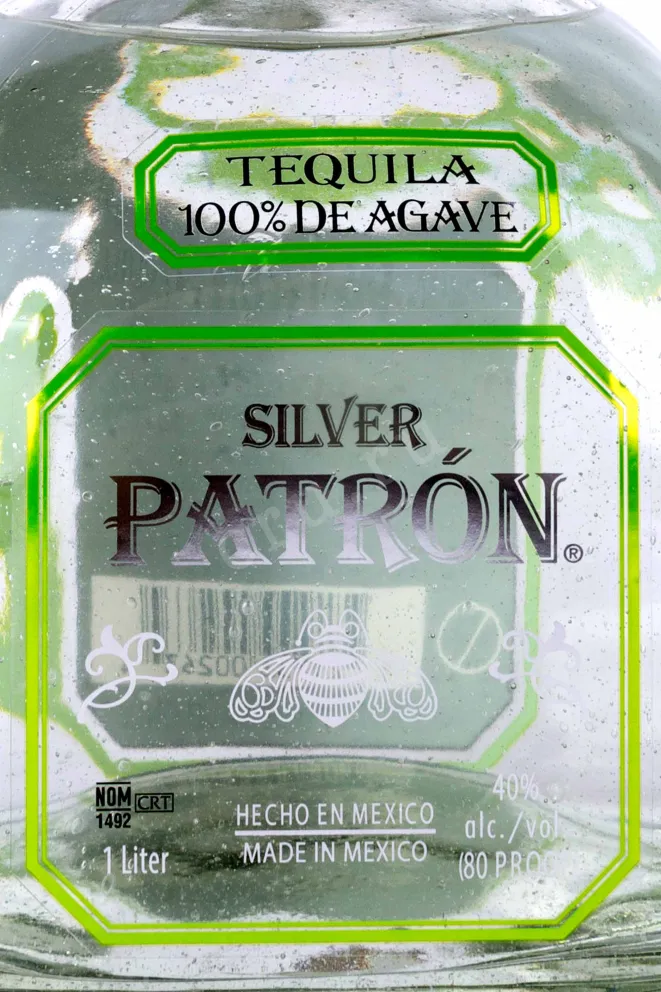 TEQUILA
100% DE AGAVE
SILVER
PATRÓN®
NOM CRT
1492
1 Liter
HECHO EN MEXICO
MADE IN MEXICO
40%
alc./vol.
(80 PROOF